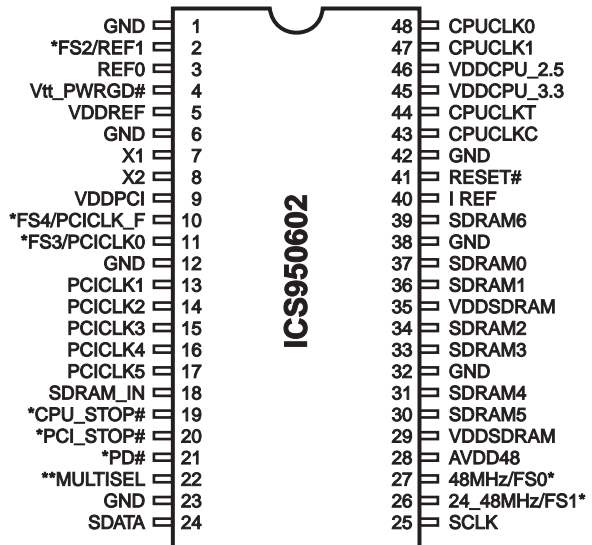 GND 1 48 CPUCLK0
*FS2/REF1 2 47 CPUCLK1
REF0 3 46 VDDCPU_2.5
Vtt_PWRGD# 4 45 VDDCPU_3.3
VDDREF 5 44 CPUCLKT
GND 6 43 CPUCLKC
X1 7 42 GND
X2 8 41 RESET#
VDDPCI 9 40 I REF
*FS4/PCICLK_F 10 39 SDRAM6
*FS3/PCICLK0 11 38 GND
GND 12 37 SDRAM0
PCICLK1 13 36 SDRAM1
PCICLK2 14 35 VDDSDRAM
PCICLK3 15 34 SDRAM2
PCICLK4 16 33 SDRAM3
PCICLK5 17 32 GND
SDRAM_IN 18 31 SDRAM4
*CPU_STOP# 19 30 SDRAM5
*PCI_STOP# 20 29 VDDSDRAM
*PD# 21 28 AVDD48
**MULTISEL 22 27 48MHz/FS0*
GND 23 26 24_48MHz/FS1*
SDATA 24 25 SCLK
ICS950602